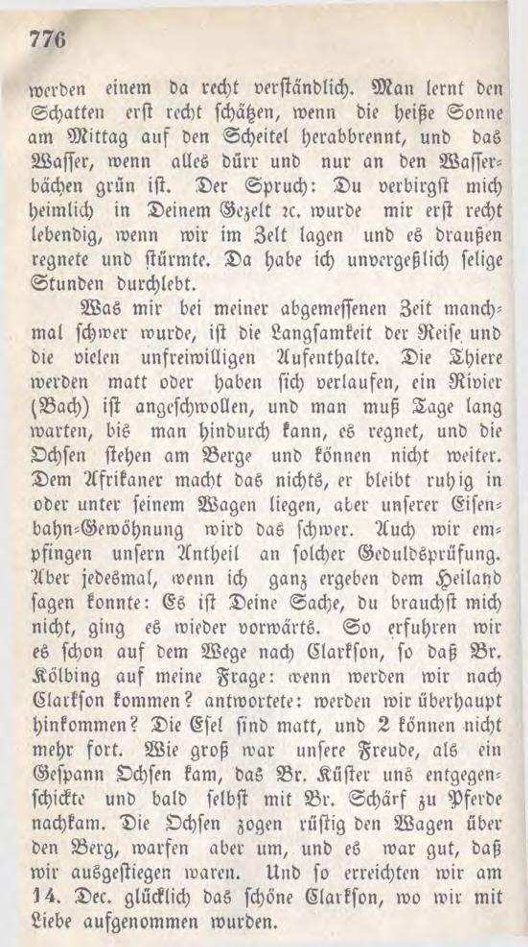 776
werden einem da recht verständlich. Man lernt den
Schatten erst recht schätzen, wenn die heiße Sonne
am Mittag auf den Scheitel herabbrennt, und das
Wasser, wenn alles dürr und nur an den Wasser⸗
bächen grün ist. Der Spruch: Du verbirgst mich
heimlich in Deinem Gezelt ꝛc. wurde mir erst recht
lebendig, wenn wir im Zelt lagen und es draußen
regnete und stürmte. Da habe ich unvergeßlich selige
Stunden durchlebt.
Was mir bei meiner abgemessenen Zeit manch⸗
mal schwer wurde, ist die Langsamkeit der Reise und
die vielen unfreiwilligen Aufenthalte. Die Thiere
werden matt oder haben sich verlaufen, ein Rivier
(Bach) ist angeschwollen, und man muß Tage lang
warten, bis man hindurch kann, es regnet, und die
Ochsen stehen am Berge und können nicht weiter.
Dem Afrikaner macht das nichts, er bleibt ruhig in
oder unter seinem Wagen liegen, aber unserer Eisen⸗
bahn⸗Gewöhnung wird das schwer. Auch wir em⸗
pfingen unsern Antheil an solcher Geduldsprüfung.
Aber jedesmal, wenn ich ganz ergeben dem Heiland
sagen konnte: Es ist Deine Sache, du brauchst mich
nicht, ging es wieder vorwärts. So erfuhren wir
es schon auf dem Wege nach Clarkson, so daß Br.
Kölbing auf meine Frage: wenn werden wir nach
Clarkson kommen? antwortete: werden wir überhaupt
hinkommen? Die Esel sind matt, und 2 können nicht
mehr fort. Wie groß war unsere Freude, als ein
Gespann Ochsen kam, das Br. Küster uns entgegen⸗
schickte und bald selbst mit Br. Schärf zu Pferde
nachkam. Die Ochsen zogen rüstig den Wagen über
den Berg, warfen aber um, und es war gut, daß
wir ausgestiegen waren. Und so erreichten wir am
14. Dec. glücklich das schöne Clarkson, wo wir mit
Liebe aufgenommen wurden.